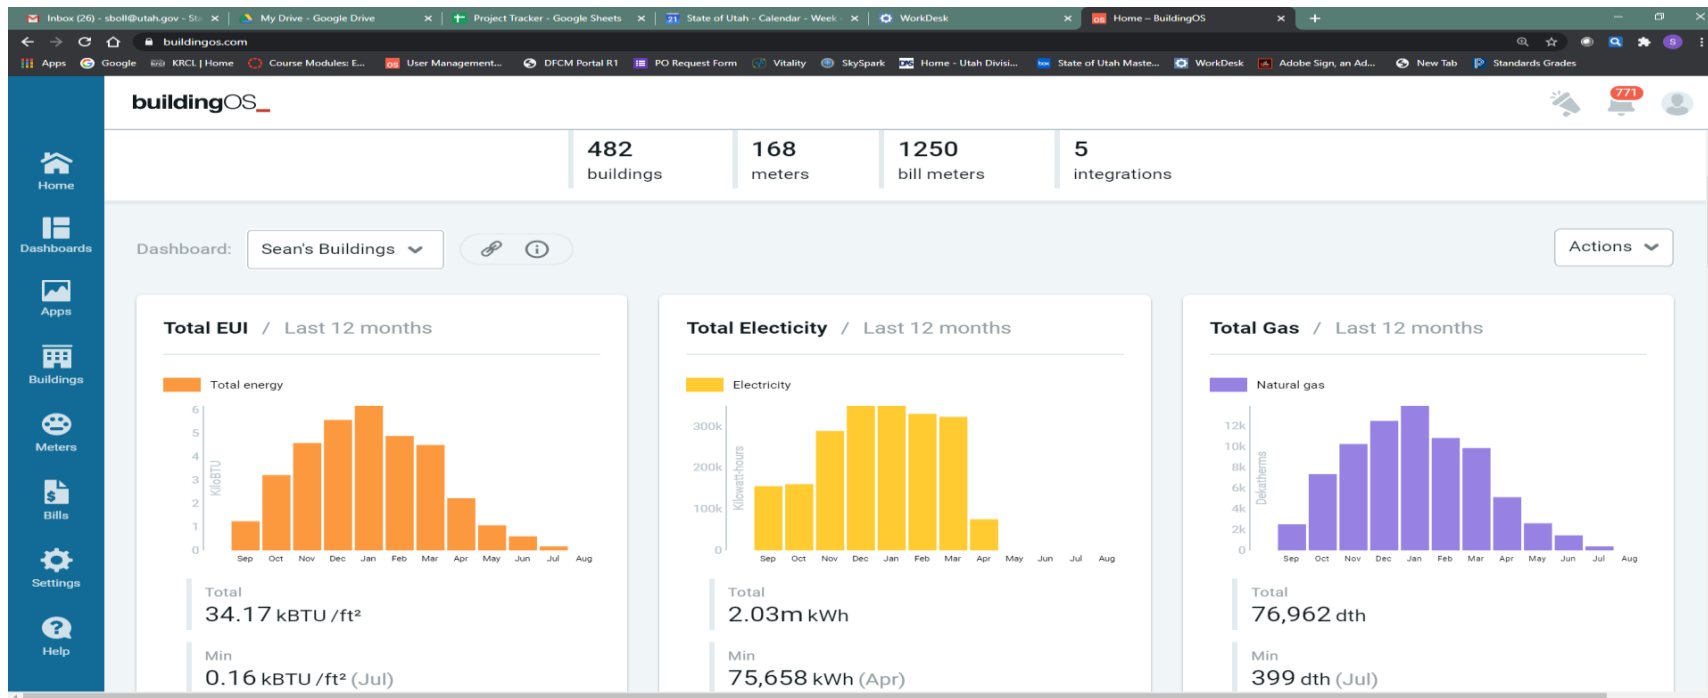 Inbox (26) - sboll@utah.gov - Sta
My Drive - Google Drive
Project Tracker - Google Sheets
21 State of Utah - Calendar - Week
WorkDesk
os Home – BuildingOS
buildingos.com
S
Apps
Google
KRCL | Home
Course Modules: E...
os User Management...
DFCM Portal R1
PO Request Form
Vitality
SkySpark
Home - Utah Divisi...
box State of Utah Maste...
WorkDesk
Adobe Sign, an Ad...
New Tab
Standards Grades
buildingOS_
771
482 buildings
168 meters
1250 bill meters
5 integrations
Home
Dashboards
Apps
Buildings
Meters
Bills
Settings
Help
Dashboard:
Sean's Buildings
Actions
Total EUI / Last 12 months
Total energy
6
5
4
3
2
1
0
KiloBTU
Sep Oct Nov Dec Jan Feb Mar Apr May Jun Jul Aug
Total
34.17 kBTU /ft²
Min
0.16 kBTU /ft² (Jul)
Total Electicity / Last 12 months
Electricity
300k
200k
100k
0
Kilowatt-hours
Sep Oct Nov Dec Jan Feb Mar Apr May Jun Jul Aug
Total
2.03m kWh
Min
75,658 kWh (Apr)
Total Gas / Last 12 months
Natural gas
12k
10k
8k
6k
4k
2k
0
Dekatherms
Sep Oct Nov Dec Jan Feb Mar Apr May Jun Jul Aug
Total
76,962 dth
Min
399 dth (Jul)